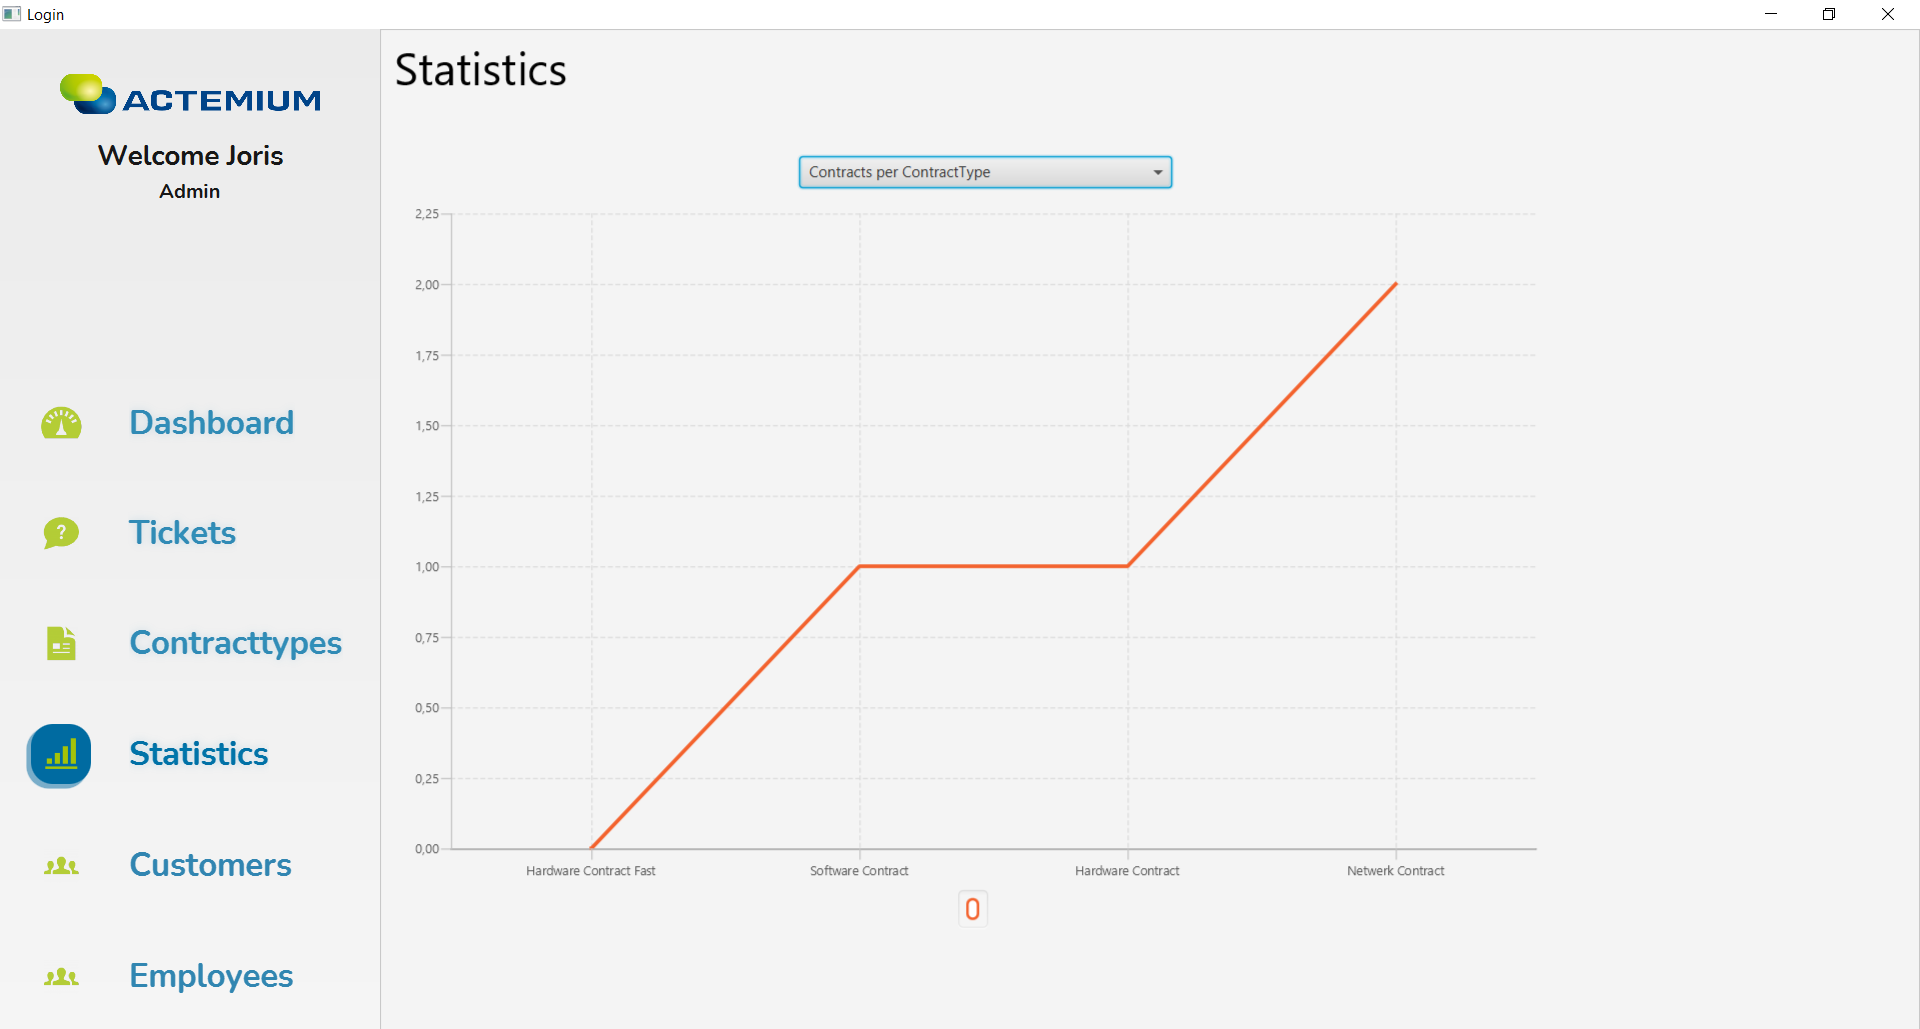 Login
ACTEMIUM
Welcome Joris
Admin
Dashboard
Tickets
Contracttypes
Statistics
Customers
Employees
Statistics
Contracts per ContractType
2,25
2,00
1,75
1,50
1,25
1,00
0,75
0,50
0,25
0,00
Hardware Contract Fast Software Contract Hardware Contract Netwerk Contract